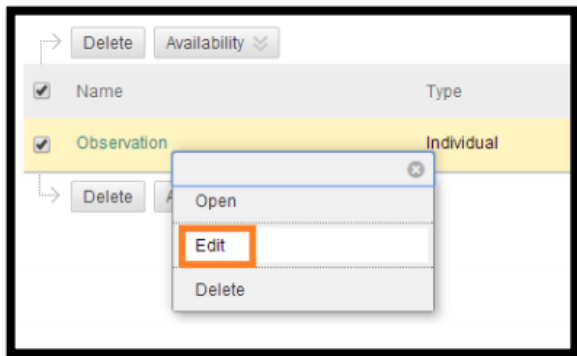 Delete Availability
Name Type
Observation Individual
Delete A
Open
Edit
Delete